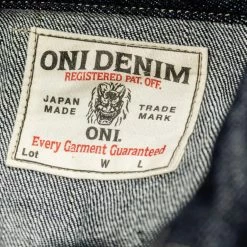 ONI DENIM
REGISTERED PAT. OFF.
JAPAN TRADE
MADE MARK
ONI.
Every Garment Guaranteed
Lot W L